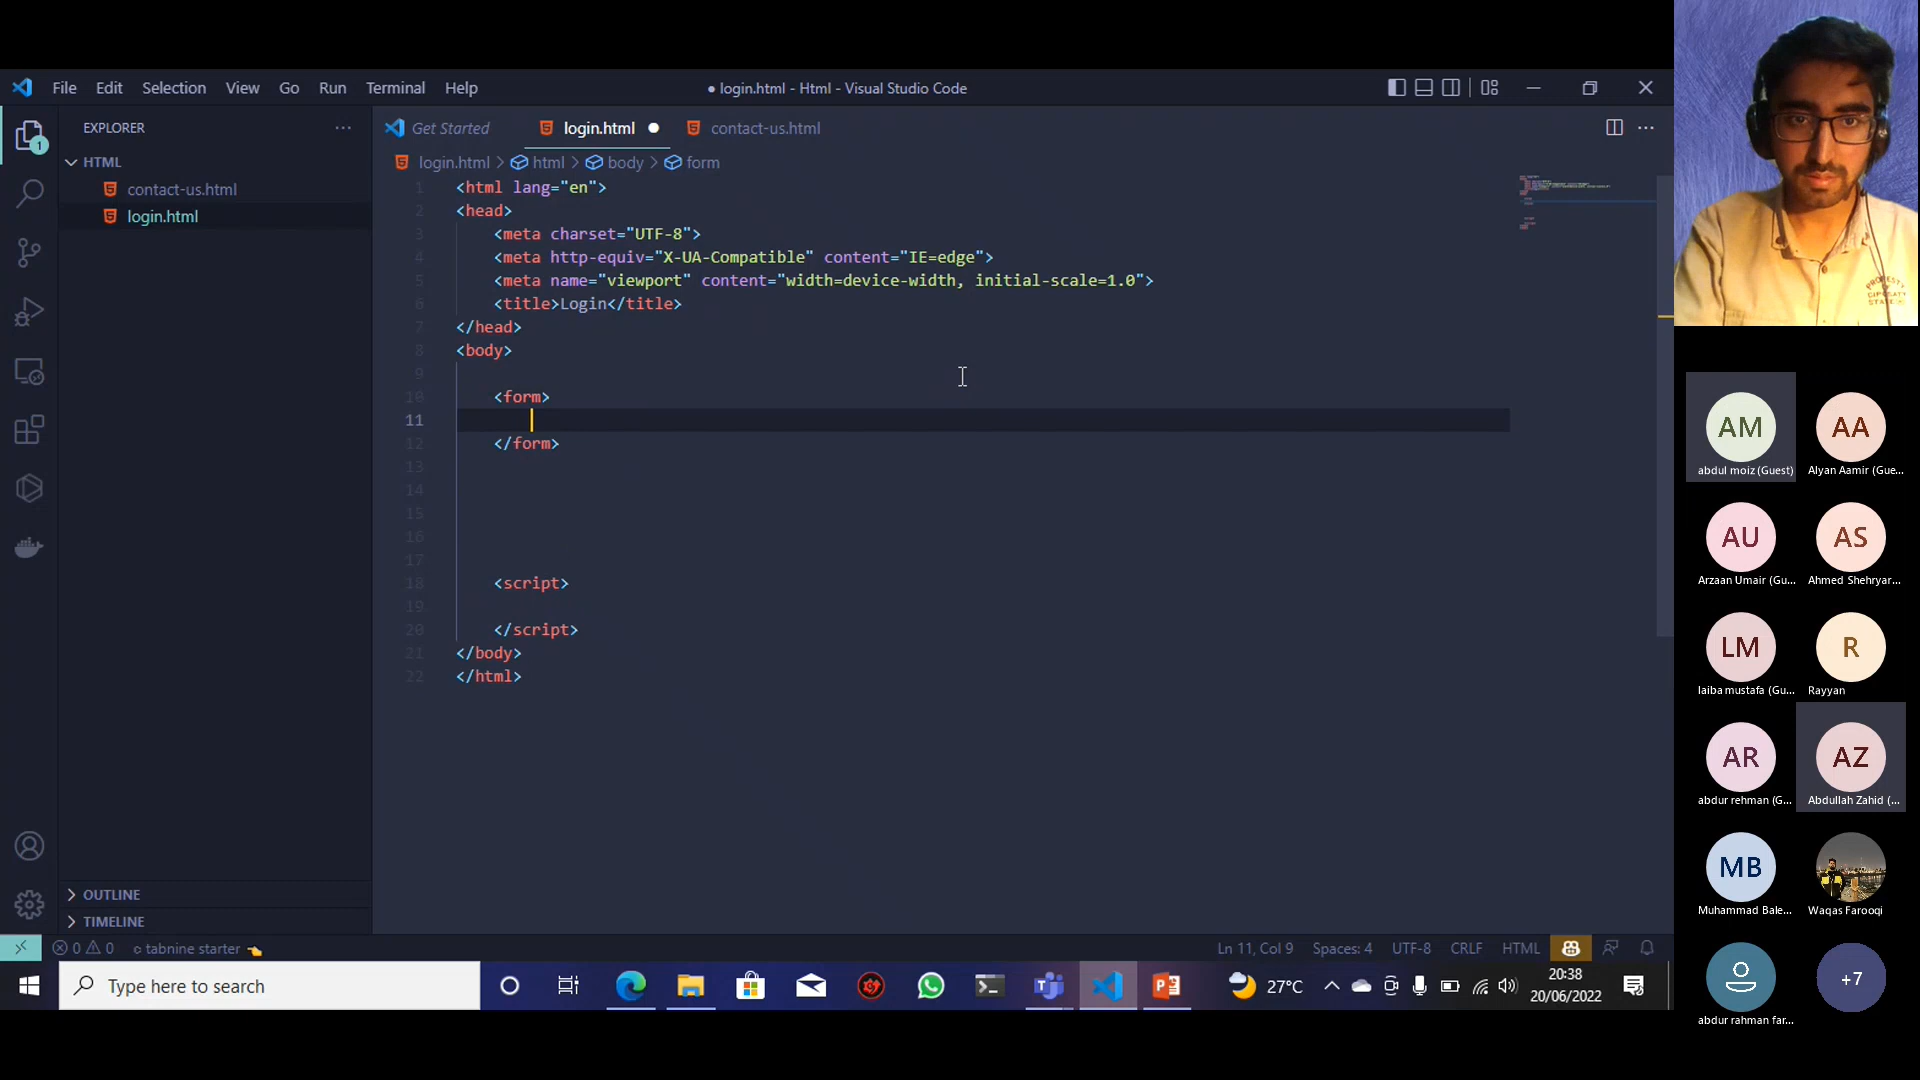 File Edit Selection View Go Run Terminal Help
● login.html - Html - Visual Studio Code
EXPLORER
HTML
contact-us.html
login.html
OUTLINE
TIMELINE
1
Get Started
login.html
contact-us.html
login.html > html > body > form
1 <html lang="en">
2 <head>
3 <meta charset="UTF-8">
4 <meta http-equiv="X-UA-Compatible" content="IE=edge">
5 <meta name="viewport" content="width=device-width, initial-scale=1.0">
6 <title>Login</title>
7 </head>
8 <body>
9
10 <form>
11
12 </form>
13
14
15
16
17
18 <script>
19
20 </script>
21 </body>
22 </html>
0 0 tabnine starter
Ln 11, Col 9 Spaces: 4 UTF-8 CRLF HTML
Type here to search
27°C
20:38
20/06/2022
PROPERTY
AM
abdul moiz (Guest)
AA
Alyan Aamir (Gue...
AU
Arzaan Umair (Gu...
AS
Ahmed Shehryar...
LM
laiba mustafa (Gu...
R
Rayyan
AR
abdur rehman (G...
AZ
Abdullah Zahid (...
MB
Muhammad Bale...
Waqas Farooqi
abdur rahman far...
+7